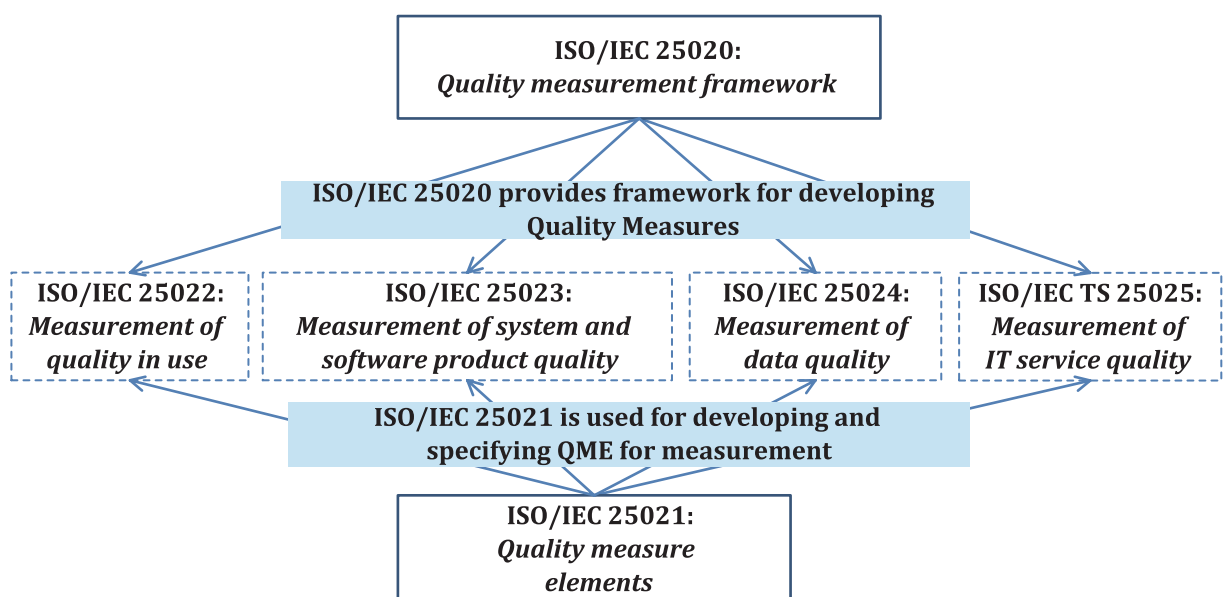 ISO/IEC 25020:
Quality measurement framework
ISO/IEC 25020 provides framework for developing
Quality Measures
ISO/IEC 25022:
Measurement of
quality in use
ISO/IEC 25023:
Measurement of system and
software product quality
ISO/IEC 25024:
Measurement of
data quality
ISO/IEC TS 25025:
Measurement of
IT service quality
ISO/IEC 25021 is used for developing and
specifying QME for measurement
ISO/IEC 25021:
Quality measure
elements